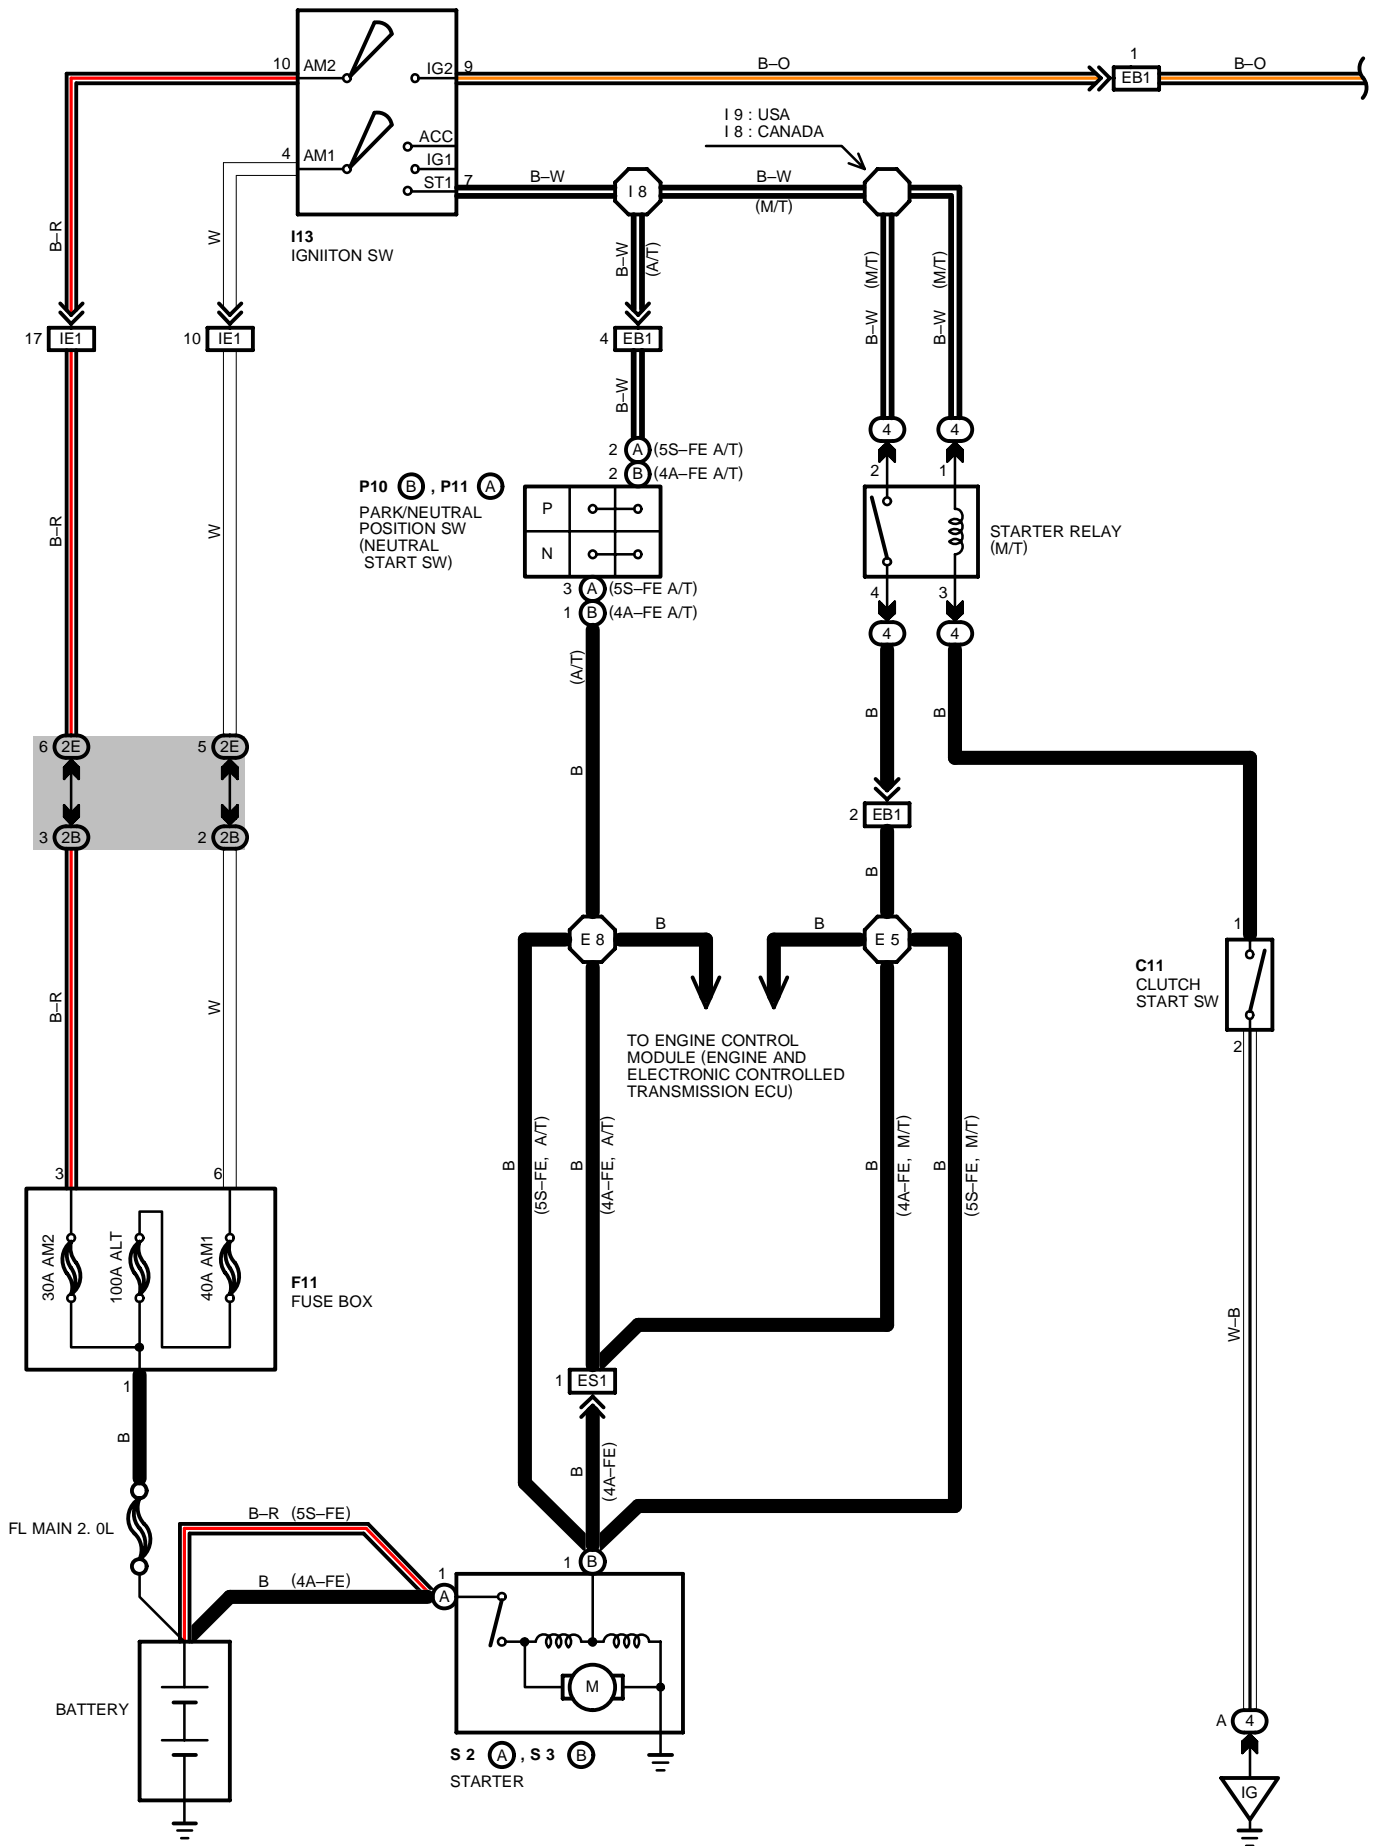 10 AM2
IG2 9
B–O
1
EB1
B–O
ACC
4 AM1
IG1
ST1 7
I 9 : USA
I 8 : CANADA
B–W
I 8
B–W
(M/T)
I13
IGNIITON SW
B–R
W
B–W
(A/T)
B–W
(M/T)
B–W
(M/T)
17 IE1
10 IE1
4 EB1
B–W
2 A (5S–FE A/T)
2 B (4A–FE A/T)
4
4
2
1
P10 B , P11 A
PARK/NEUTRAL
POSITION SW
(NEUTRAL
START SW)
P
N
STARTER RELAY
(M/T)
B–R
W
3 A (5S–FE A/T)
1 B (4A–FE A/T)
4
3
4
4
(A/T)
B
B
B
6 2E
5 2E
3 2B
2 2B
2 EB1
B
E 8
B
B
E 5
1
C11
CLUTCH
START SW
2
B–R
W
TO ENGINE CONTROL
MODULE (ENGINE AND
ELECTRONIC CONTROLLED
TRANSMISSION ECU)
B
(5S–FE, A/T)
B
(4A–FE, A/T)
B
(4A–FE, M/T)
B
(5S–FE, M/T)
3
6
30A AM2
100A ALT
40A AM1
F11
FUSE BOX
W–B
1
B
1 ES1
B
(4A–FE)
FL MAIN 2. 0L
B–R (5S–FE)
B (4A–FE)
1
A
1 B
M
BATTERY
S 2 A , S 3 B
STARTER
A 4
IG